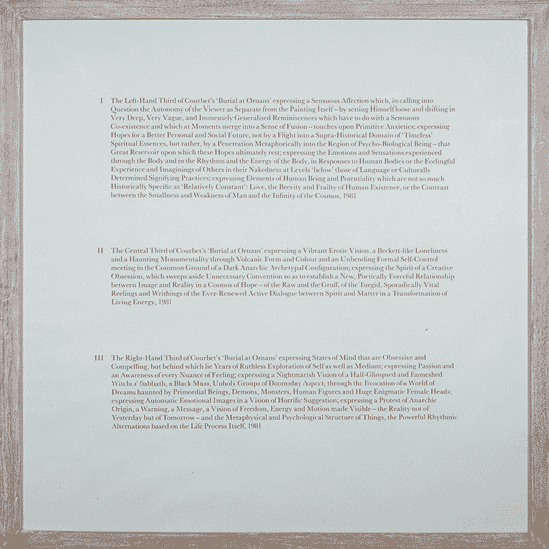 I The Left-Hand Third of Courbet's 'Burial at Ornans' expressing a Sensuous Affection which, in calling into
Question the Autonomy of the Viewer as Separate from the Painting Itself – by setting Himself loose and drifting in
Very Deep, Very Vague, and Immensely Generalised Reminiscences which have to do with a Sensuous
Co-existence and which at Moments merge into a Sense of Fusion – touches upon Primitive Anxieties; expressing
Hopes for a Better Personal and Social Future, not by a Flight into a Supra-Historical Domain of 'Timeless'
Spiritual Essences, but rather, by a Penetration Metaphorically into the Region of Psycho-Biological Being – that
Great Reservoir upon which these Hopes ultimately rest; expressing the Emotions and Sensations experienced
through the Body and in the Rhythms and the Energy of the Body, in Responses to Human Bodies or the Feelingful
Experience and Imaginings of Others in their Nakedness at Levels 'below' those of Language or Culturally
Determined Signifying Practices; expressing Elements of Human Being and Potentiality which are not so much
Historically Specific as 'Relatively Constant': Love, the Brevity and Frailty of Human Existence, or the Contrast
between the Smallness and Weakness of Man and the Infinity of the Cosmos, 1981
II The Central Third of Courbet's 'Burial at Ornans' expressing a Vibrant Erotic Vision, a Beckett-like Loneliness
and a Haunting Monumentality through Volcanic Form and Colour and an Unbending Formal Self-Control
meeting in the Common Ground of a Dark Anarchic Archetypal Configuration; expressing the Spirit of a Creative
Obsession, which sweeps aside Unnecessary Convention so as to establish a New, Poetically Forceful Relationship
between Image and Reality in a Cosmos of Hope – of the Raw and the Gruff, of the Turgid, Sporadically Vital
Reelings and Writhings of the Ever-Renewed Active Dialogue between Spirit and Matter in a Transformation of
Living Energy, 1981
III The Right-Hand Third of Courbet's 'Burial at Ornans' expressing States of Mind that are Obsessive and
Compelling, but behind which lie Years of Ruthless Exploration of Self as well as Medium; expressing Passion and
an Awareness of every Nuance of Feeling; expressing a Nightmarish Vision of a Half-Glimpsed and Enmeshed
Witch's' Sabbath, a Black Mass, Unholy Groups of Doomsday Aspect, through the Evocation of a World of
Dreams haunted by Primordial Beings, Demons, Monsters, Human Figures and Huge Enigmatic Female Heads;
expressing Automatic Emotional Images in a Vision of Horrific Suggestion; expressing a Protest of Anarchic
Origin, a Warning, a Message, a Vision of Freedom, Energy and Motion made Visible – the Reality not of
Yesterday but of Tomorrow – and the Metaphysical and Psychological Structure of Things, the Powerful Rhythmic
Alternations based on the Life Process Itself, 1981